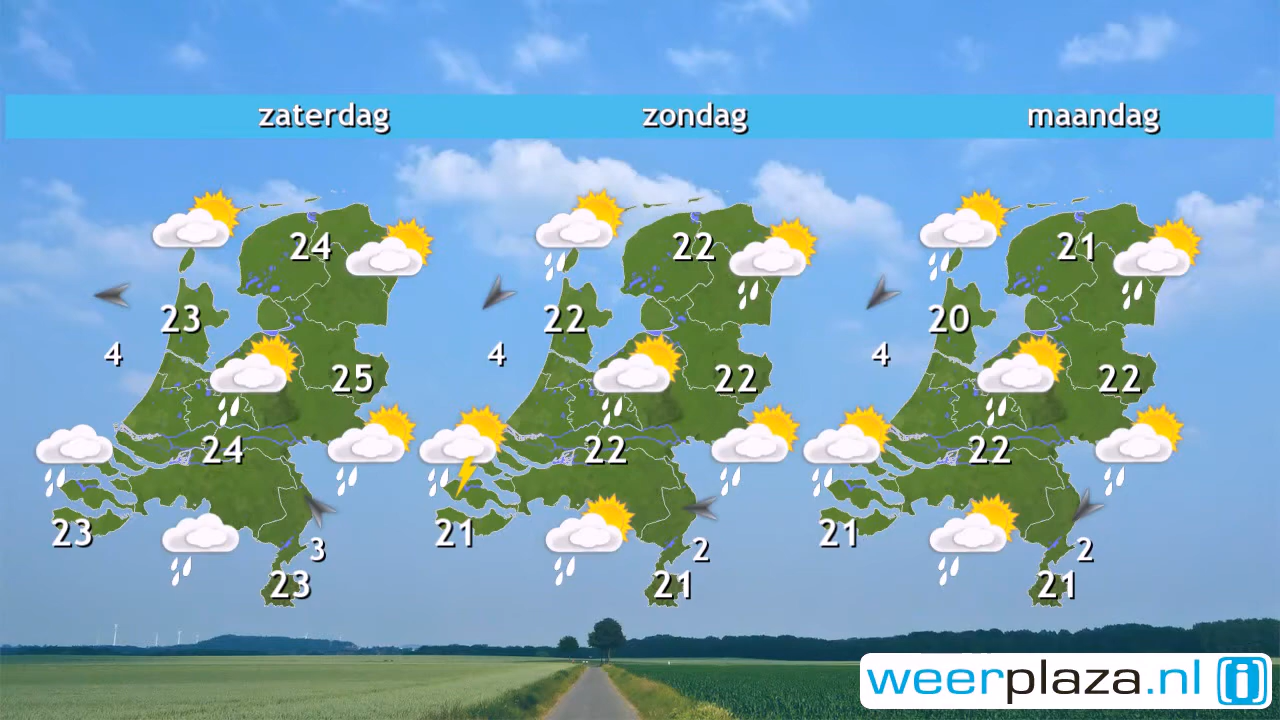 zaterdag zondag maandag
24 22 21
23 22 20
4 4 4
25 22 22
24 22 22
23 21 21
3 2 2
23 21 21
weerplaza.nl i